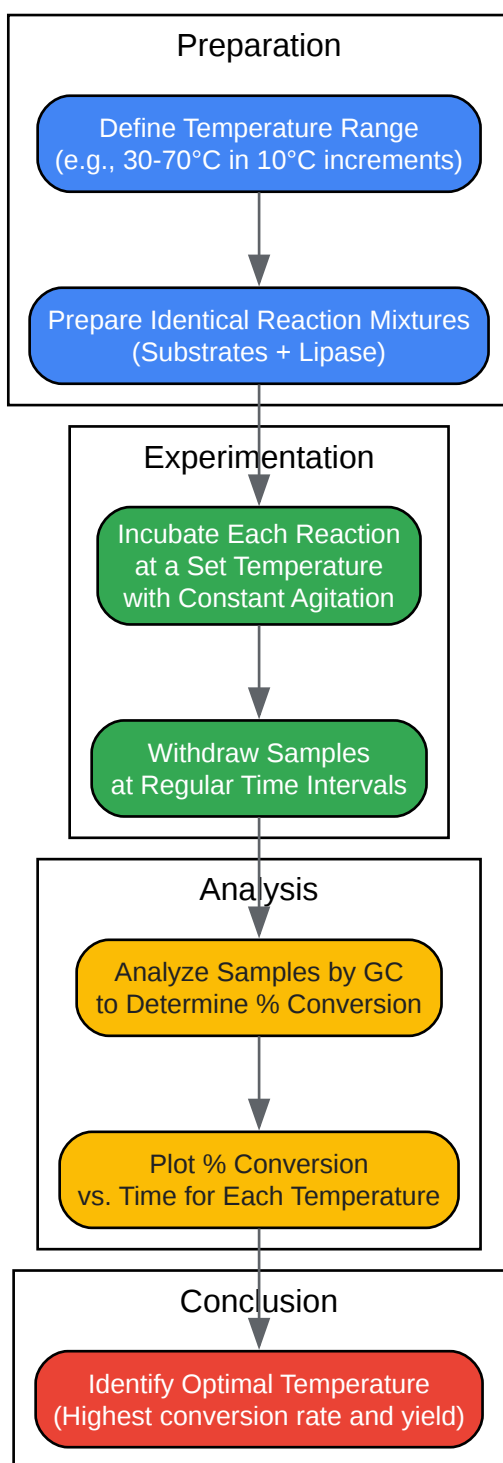 Preparation
Define Temperature Range
(e.g., 30-70°C in 10°C increments)
Prepare Identical Reaction Mixtures
(Substrates + Lipase)
Experimentation
Incubate Each Reaction
at a Set Temperature
with Constant Agitation
Withdraw Samples
at Regular Time Intervals
Analysis
Analyze Samples by GC
to Determine % Conversion
Plot % Conversion
vs. Time for Each Temperature
Conclusion
Identify Optimal Temperature
(Highest conversion rate and yield)